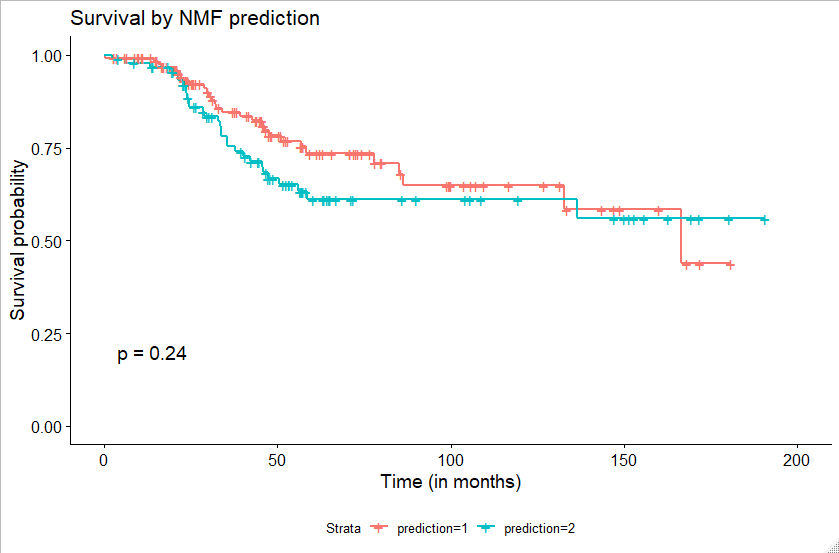 Survival by NMF prediction
1.00
0.75
0.50
0.25
0.00
Survival probability
p = 0.24
0 50 100 150 200
Time (in months)
Strata prediction=1 prediction=2